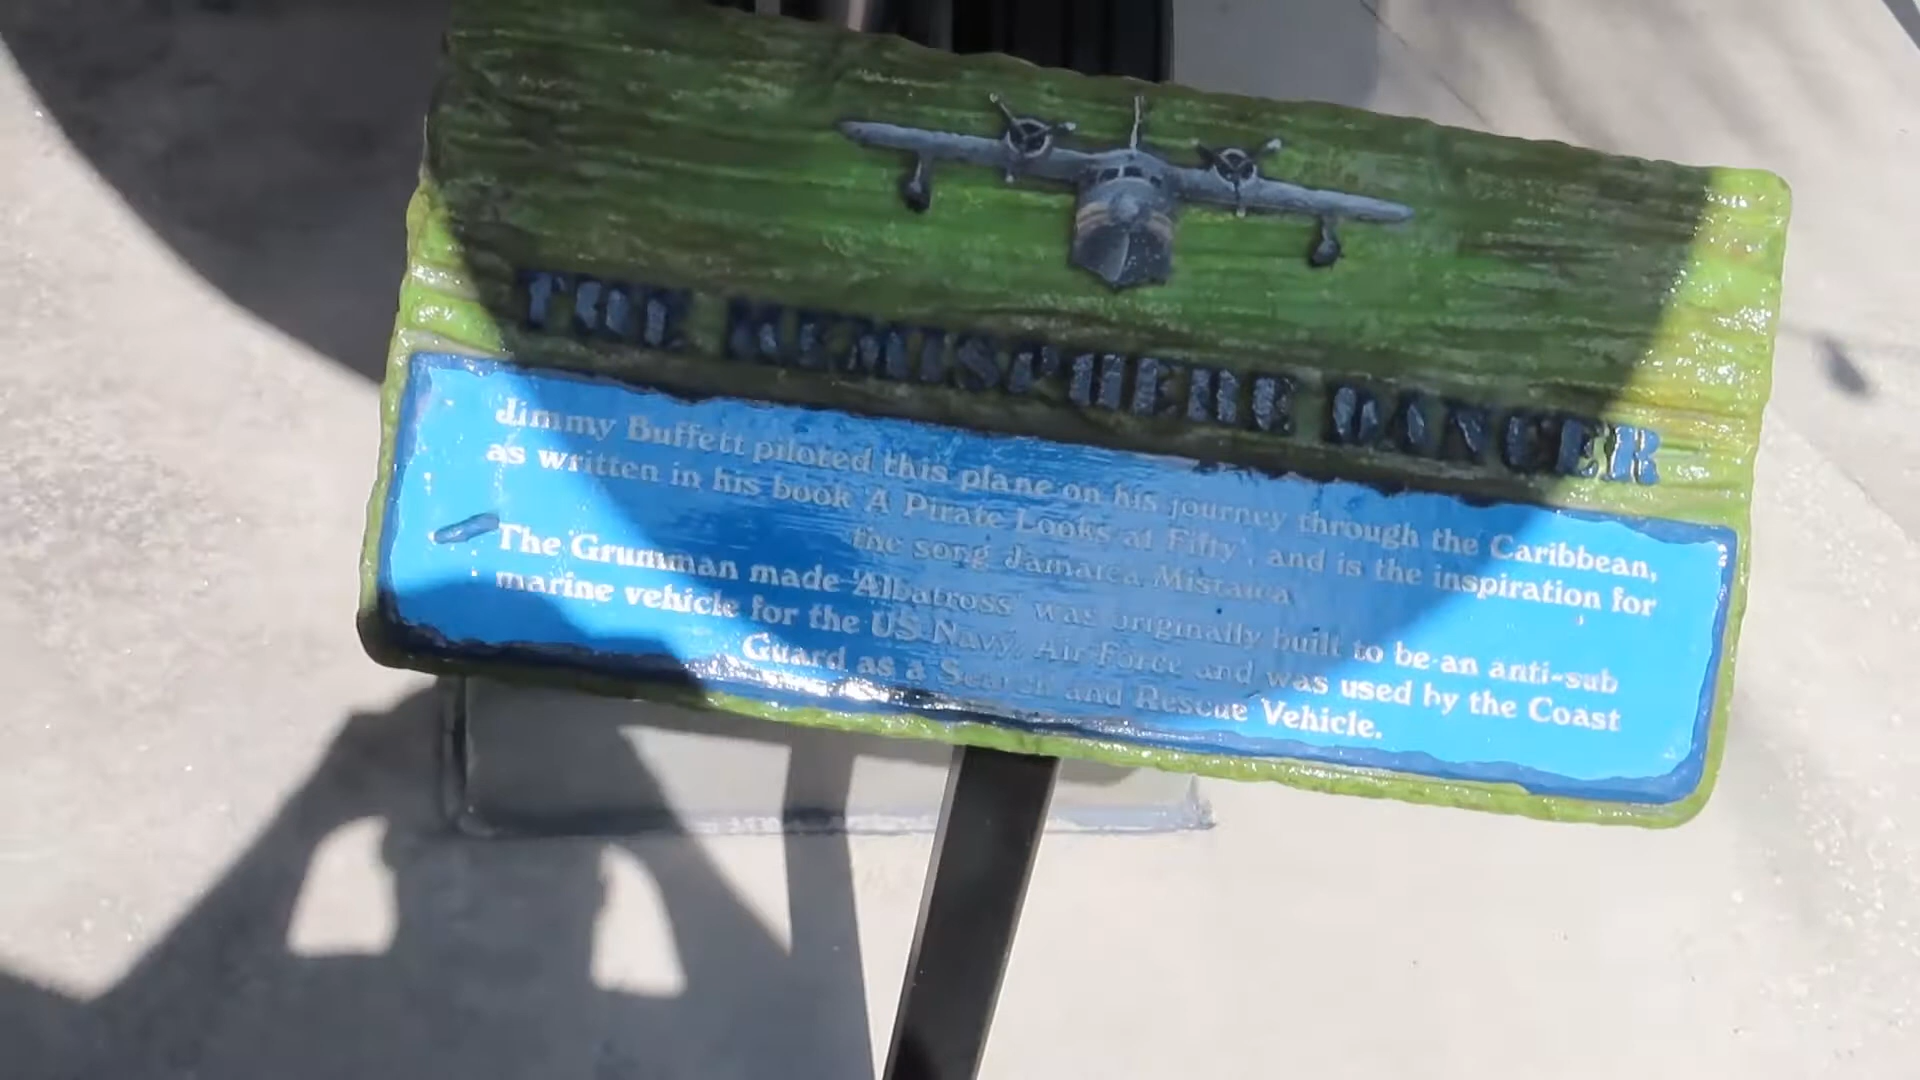 THE HEMISPHERE DANCER
Jimmy Buffett piloted this plane on his journey through the Caribbean,
as written in his book 'A Pirate Looks at Fifty', and is the inspiration for
the song Jamaica Mistaica
The Grumman made 'Albatross' was originally built to be an anti-sub
marine vehicle for the US Navy, Air Force and was used by the Coast
Guard as a Search and Rescue Vehicle.